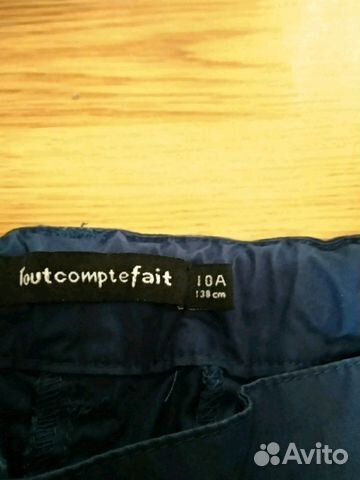 Toutcomptefait
10A
138 cm
Avito